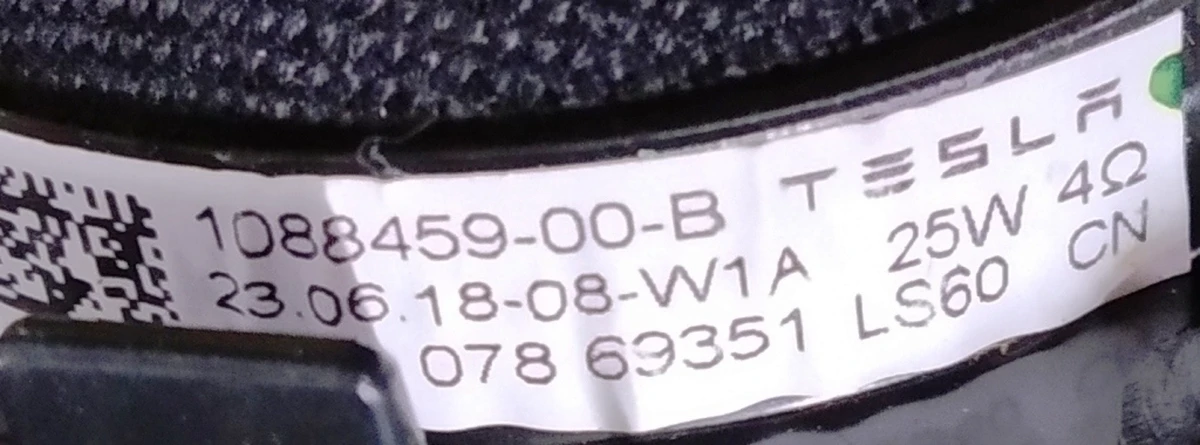 1088459-00-B TESLA
23.06.18-08-W1A 25W 4Ω
078 69351 LS60 CN